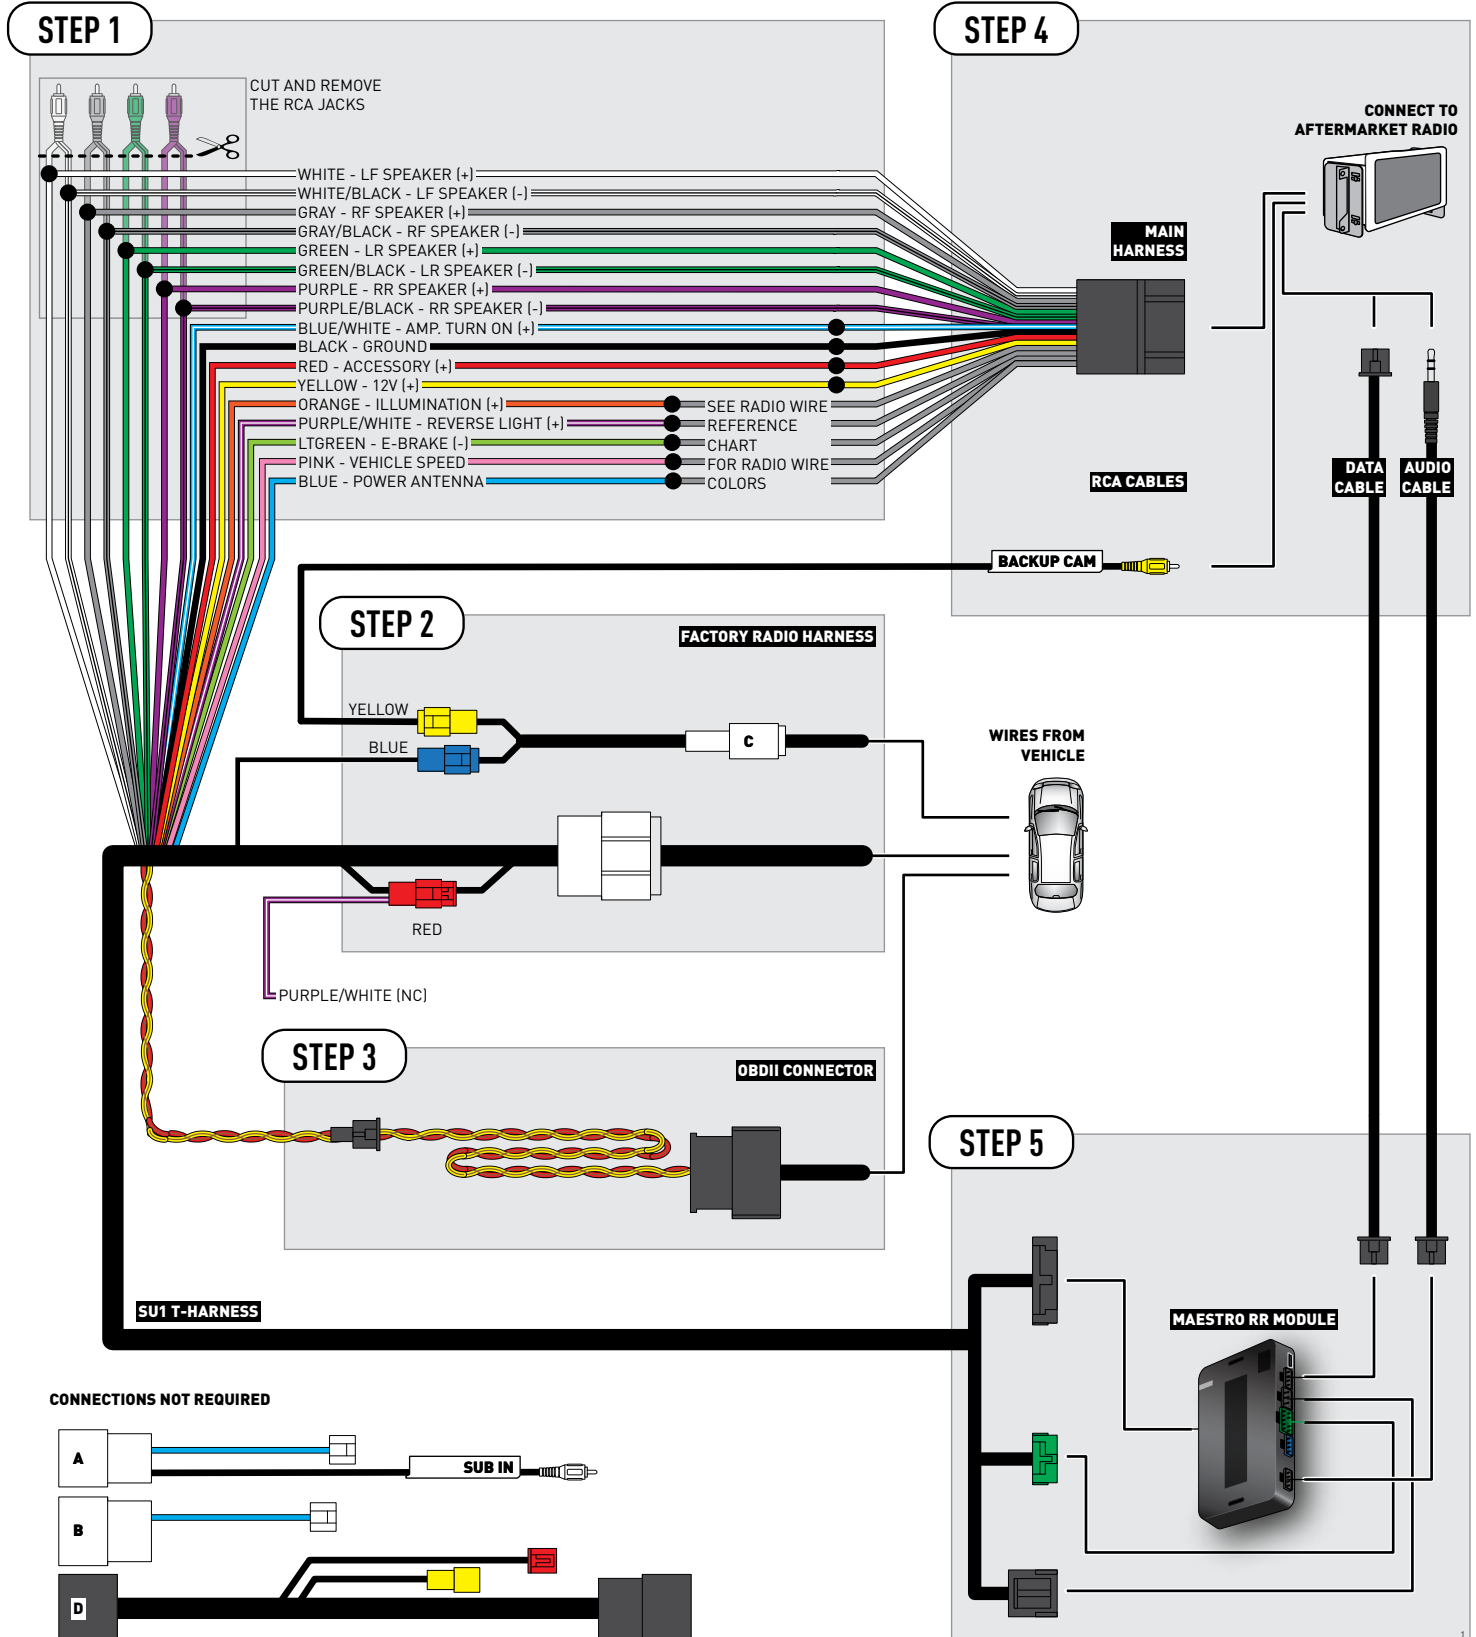 STEP 1
CUT AND REMOVE
THE RCA JACKS
WHITE - LF SPEAKER (+)
WHITE/BLACK - LF SPEAKER (-)
GRAY - RF SPEAKER (+)
GRAY/BLACK - RF SPEAKER (-)
GREEN - LR SPEAKER (+)
GREEN/BLACK - LR SPEAKER (-)
PURPLE - RR SPEAKER (+)
PURPLE/BLACK - RR SPEAKER (-)
BLUE/WHITE - AMP. TURN ON (+)
BLACK - GROUND
RED - ACCESSORY (+)
YELLOW - 12V (+)
ORANGE - ILLUMINATION (+)
PURPLE/WHITE - REVERSE LIGHT (+)
LTGREEN - E-BRAKE (-)
PINK - VEHICLE SPEED
BLUE - POWER ANTENNA
SEE RADIO WIRE
REFERENCE
CHART
FOR RADIO WIRE
COLORS
STEP 4
CONNECT TO
AFTERMARKET RADIO
MAIN
HARNESS
RCA CABLES
DATA
CABLE
AUDIO
CABLE
BACKUP CAM
STEP 2
FACTORY RADIO HARNESS
YELLOW
BLUE
C
RED
PURPLE/WHITE (NC)
WIRES FROM
VEHICLE
STEP 3
OBDII CONNECTOR
STEP 5
MAESTRO RR MODULE
SU1 T-HARNESS
CONNECTIONS NOT REQUIRED
A
SUB IN
B
D
1